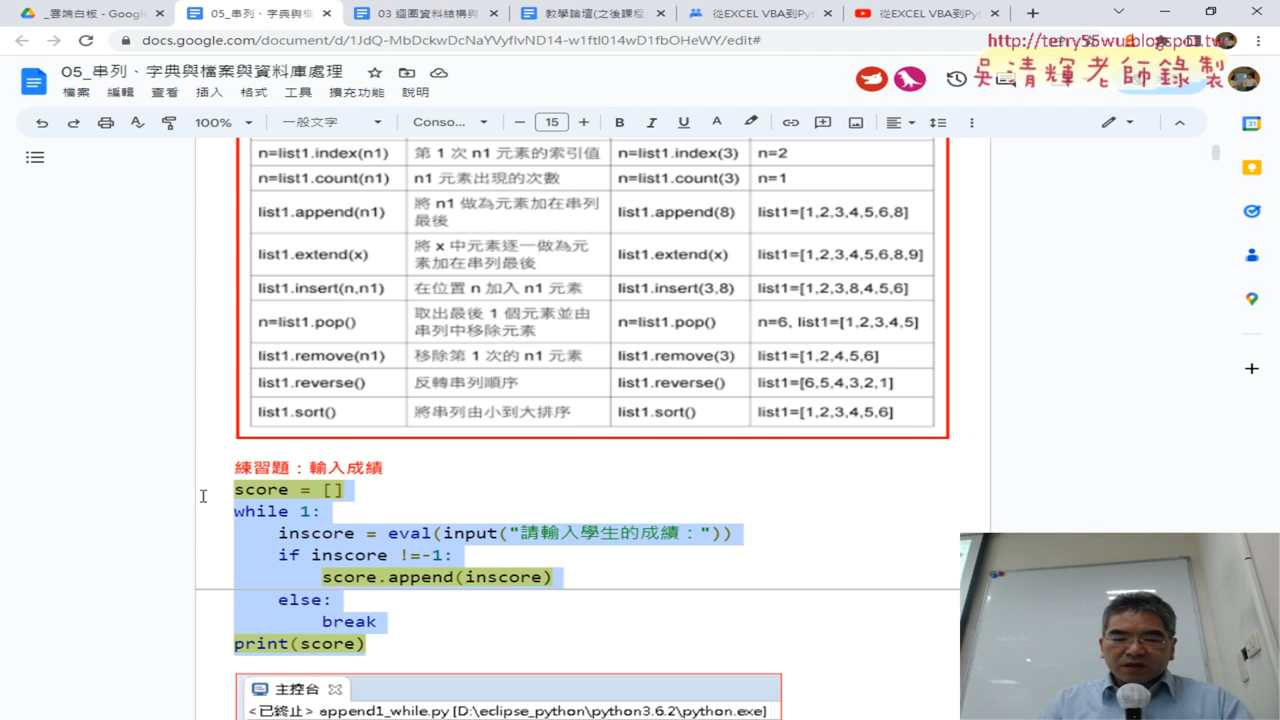 _雲端白板 - Google
05_串列、字典與檔
03 迴圈資料結構與
教學論壇(之後課程
從EXCEL VBA到Py
從EXCEL VBA到Py
docs.google.com/document/d/1JdQ-MbDckwDcNaYVyflvND14-w1ftl014wD1fbOHeWY/edit#
http://terry55wu.blogspot.tw
吳清輝老師錄製
05_串列、字典與檔案與資料庫處理
檔案 編輯 查看 插入 格式 工具 擴充功能 說明
100% 一般文字 Conso... 15 B I U A
n=list1.index(n1) 第 1 次 n1 元素的索引值 n=list1.index(3) n=2
n=list1.count(n1) n1 元素出現的次數 n=list1.count(3) n=1
list1.append(n1) 將 n1 做為元素加在串列最後 list1.append(8) list1=[1,2,3,4,5,6,8]
list1.extend(x) 將 x 中元素逐一做為元素加在串列最後 list1.extend(x) list1=[1,2,3,4,5,6,8,9]
list1.insert(n,n1) 在位置 n 加入 n1 元素 list1.insert(3,8) list1=[1,2,3,8,4,5,6]
n=list1.pop() 取出最後 1 個元素並由串列中移除元素 n=list1.pop() n=6, list1=[1,2,3,4,5]
list1.remove(n1) 移除第 1 次的 n1 元素 list1.remove(3) list1=[1,2,4,5,6]
list1.reverse() 反轉串列順序 list1.reverse() list1=[6,5,4,3,2,1]
list1.sort() 將串列由小到大排序 list1.sort() list1=[1,2,3,4,5,6]
練習題：輸入成績
score = []
while 1:
inscore = eval(input("請輸入學生的成績："))
if inscore !=-1:
score.append(inscore)
else:
break
print(score)
主控台
<已終止> append1_while.py [D:\eclipse_python\python3.6.2\python.exe]